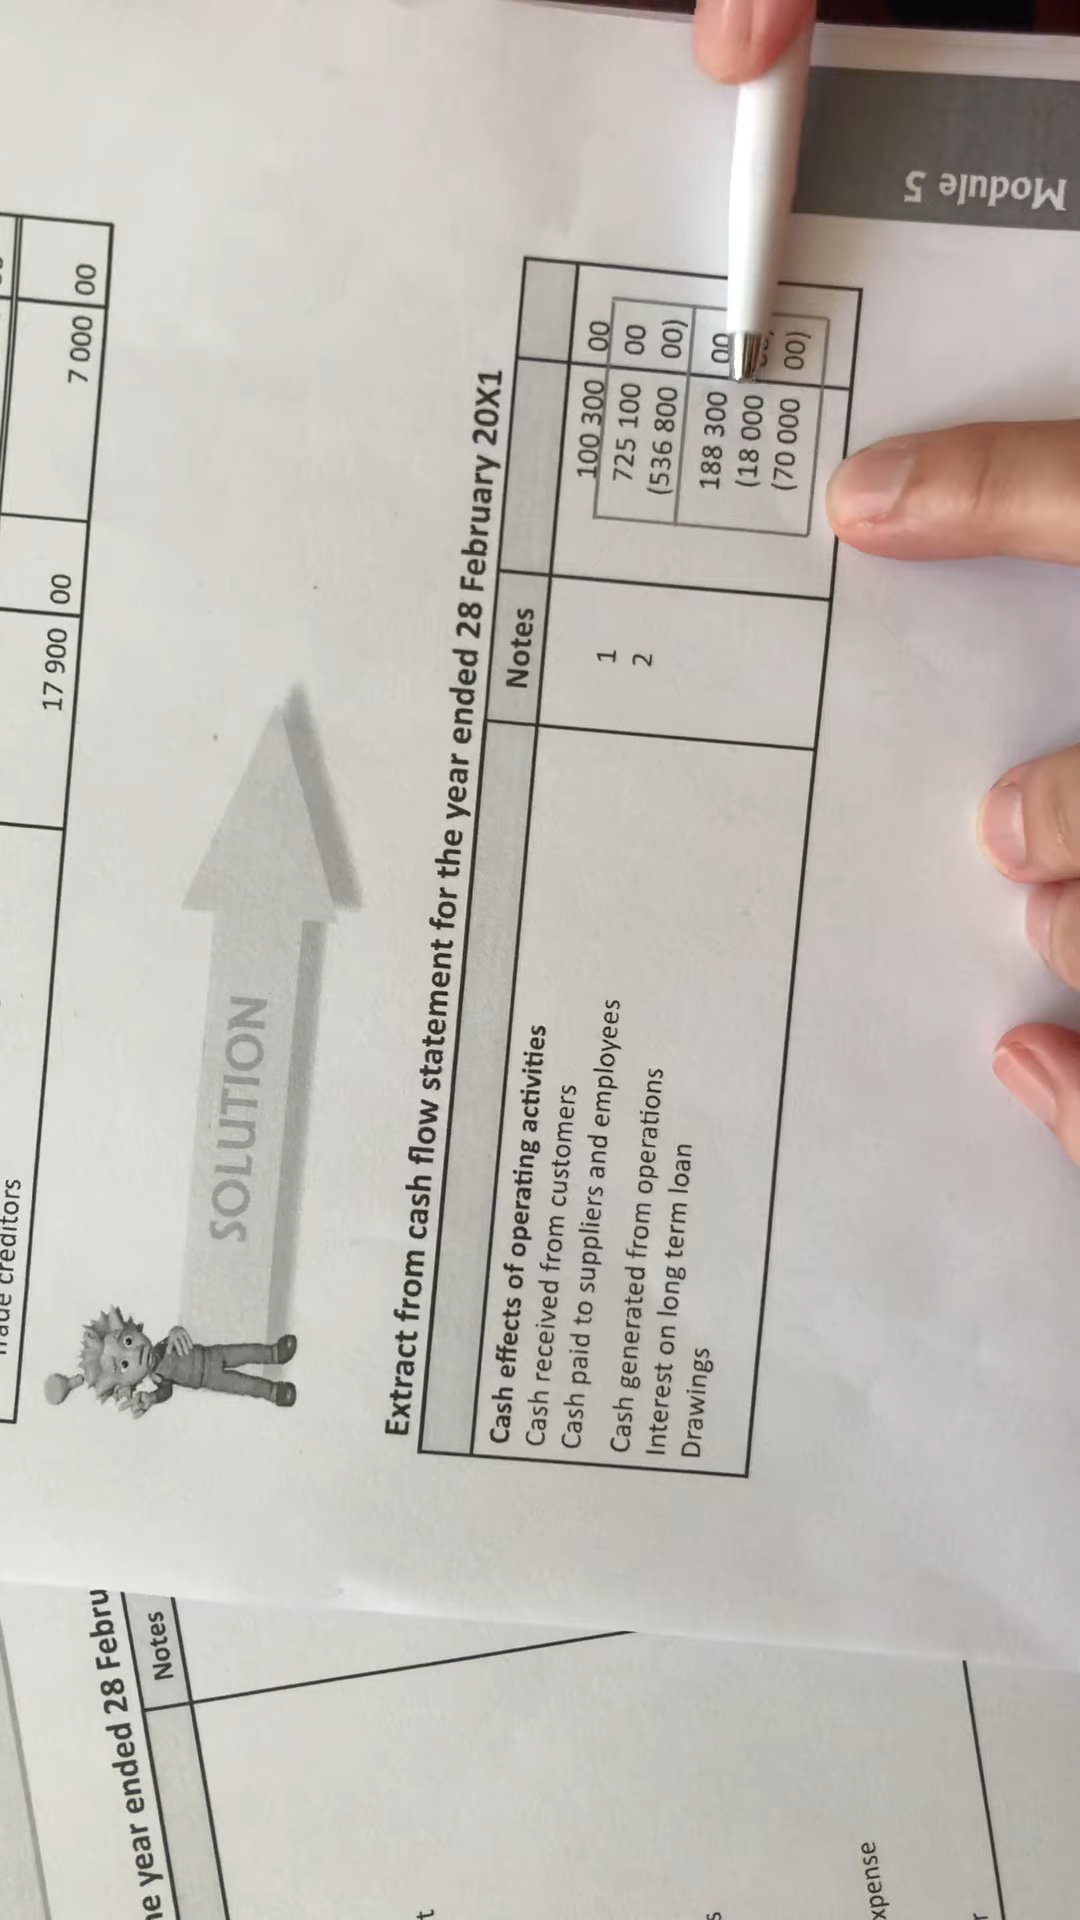 Trade creditors 17 900 00 7 000 00
SOLUTION
Extract from cash flow statement for the year ended 28 February 20X1
Notes
Cash effects of operating activities 100 300 00
Cash received from customers 1 725 100 00
Cash paid to suppliers and employees 2 (536 800 00)
Cash generated from operations 188 300 00
Interest on long term loan (18 000
Drawings (70 000 00)
Module 5
year ended 28 Febru
Notes